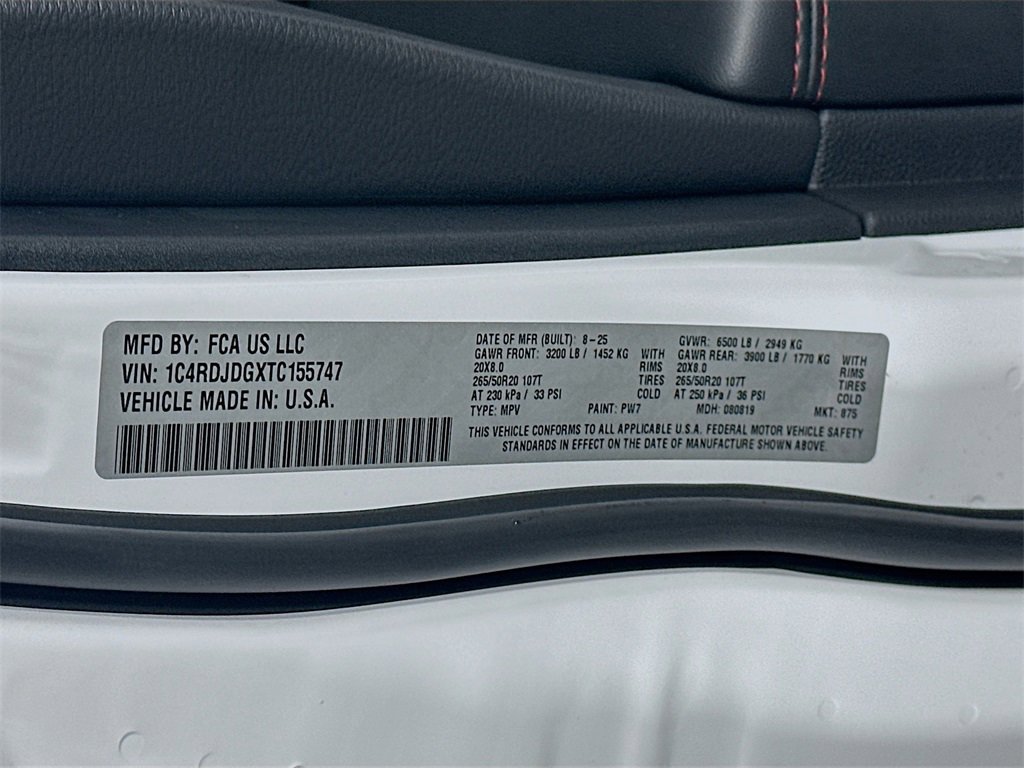 MFD BY: FCA US LLC
VIN: 1C4RDJDGXTC155747
VEHICLE MADE IN: U.S.A.
DATE OF MFR (BUILT): 8-25
GAWR FRONT: 3200 LB / 1452 KG WITH
20X8.0 RIMS
265/50R20 107T TIRES
AT 230 kPa / 33 PSI COLD
GVWR: 6500 LB / 2949 KG
GAWR REAR: 3900 LB / 1770 KG WITH
20X8.0 RIMS
265/50R20 107T TIRES
AT 250 kPa / 36 PSI COLD
TYPE: MPV PAINT: PW7 MDH: 080819 MKT: 875
THIS VEHICLE CONFORMS TO ALL APPLICABLE U.S.A. FEDERAL MOTOR VEHICLE SAFETY
STANDARDS IN EFFECT ON THE DATE OF MANUFACTURE SHOWN ABOVE.